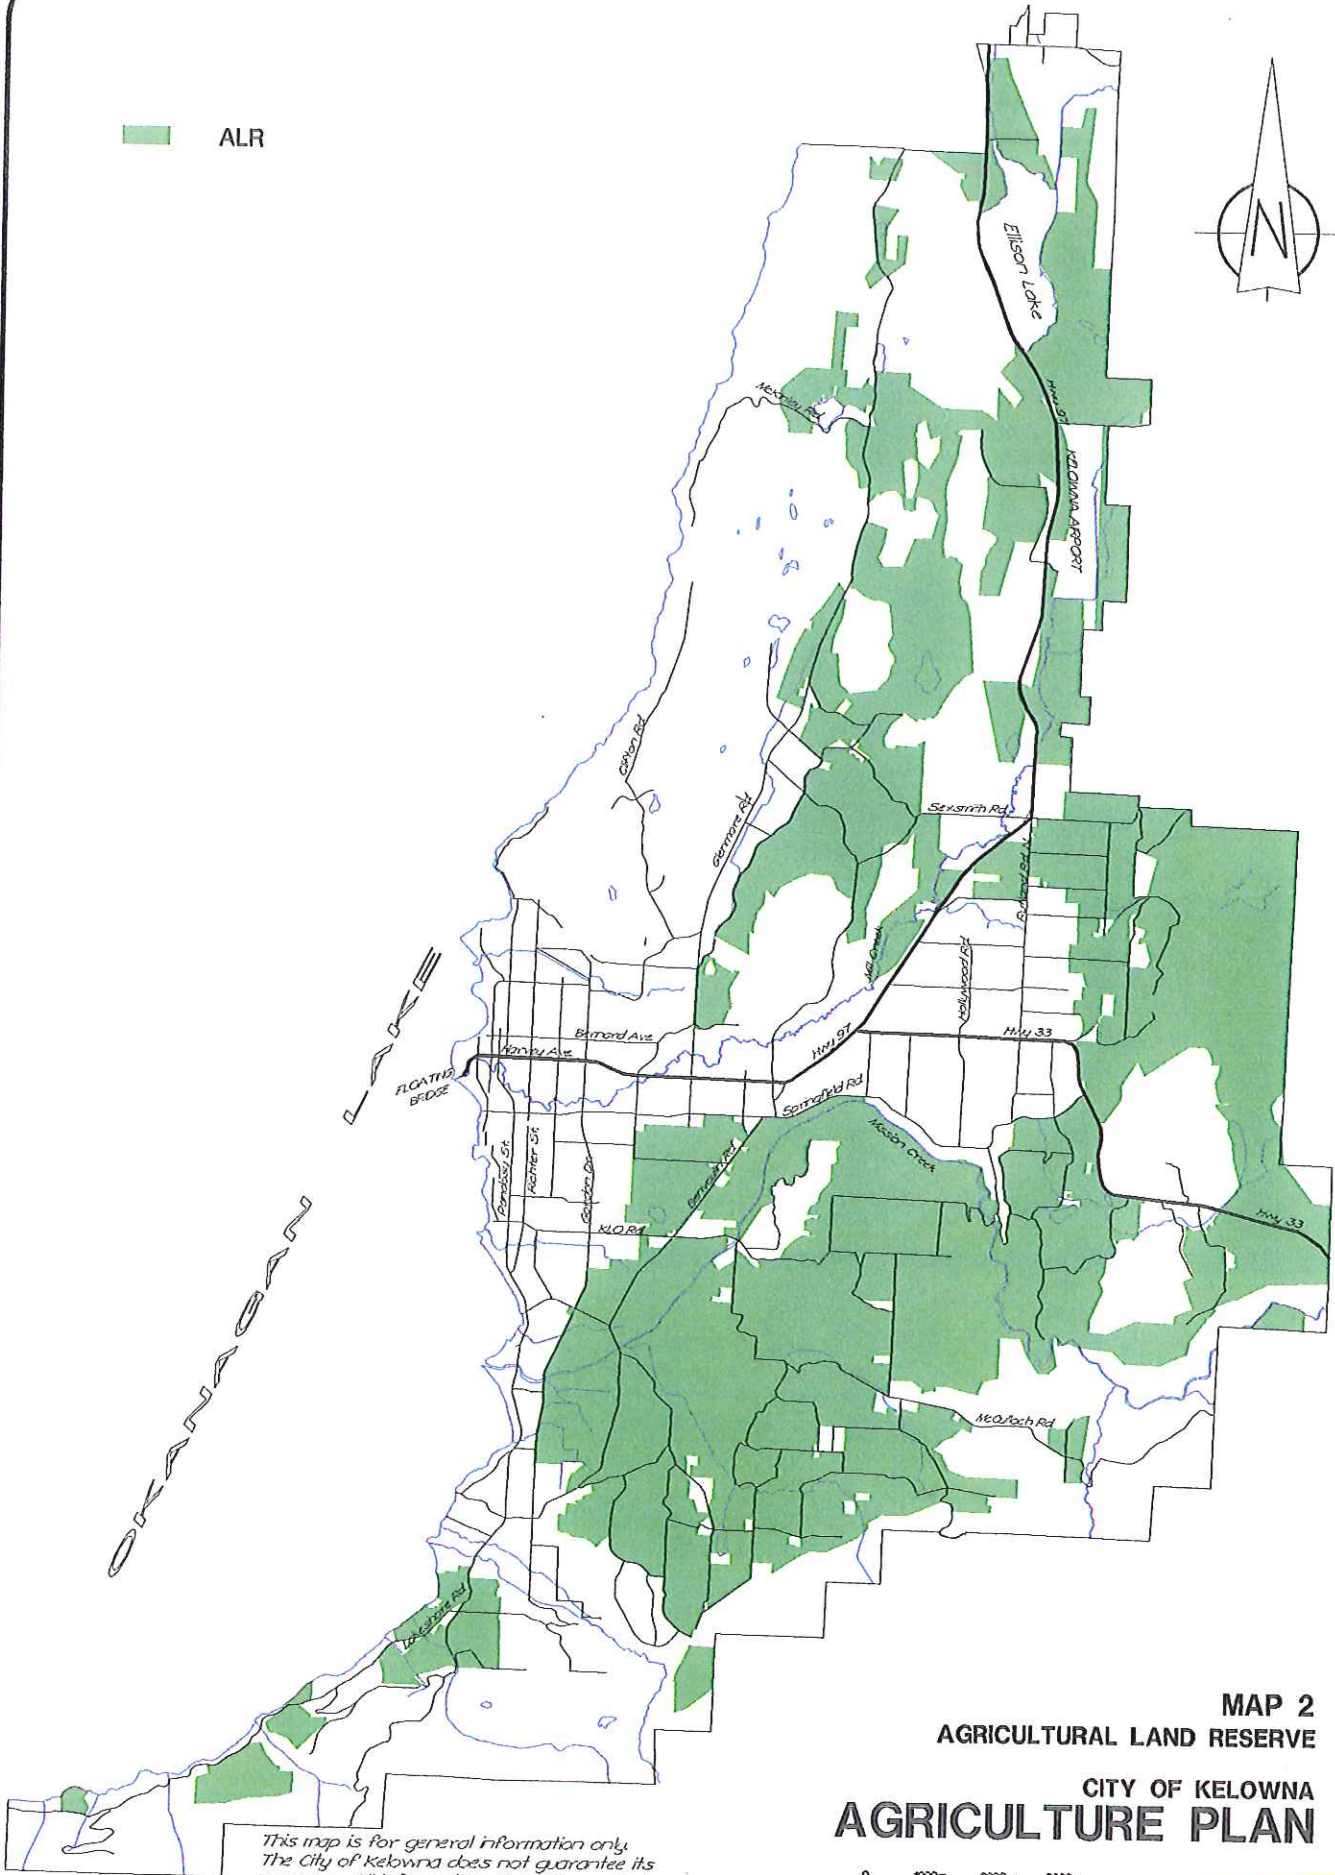 ALR
N
Ellison Lake
Hwy 97
KELOWNA AIRPORT
McKinley Rd
Clifton Rd
Glenmore Rd
Sexsmith Rd
Mill Creek
Hollywood Rd
Bernard Ave
Harvey Ave
Hwy 97
Hwy 33
FLOATING
BRIDGE
Springfield Rd
Mission Creek
Pandosy St.
Richter St.
Gordon Dr.
Benvoulin Rd
KLO Rd
Hwy 33
McCulloch Rd
Lakeshore Rd
OKANAGAN LAKE
MAP 2
AGRICULTURAL LAND RESERVE
CITY OF KELOWNA
AGRICULTURE PLAN
This map is for general information only.
The City of Kelowna does not guarantee its